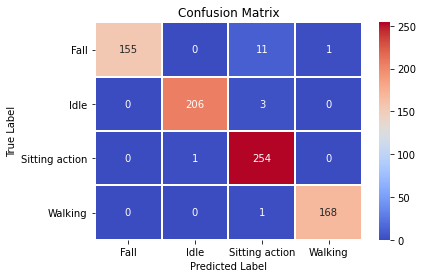 Confusion Matrix
True Label
Fall 155 0 11 1
Idle 0 206 3 0
Sitting action 0 1 254 0
Walking 0 0 1 168
Fall Idle Sitting action Walking
Predicted Label
250
200
150
100
50
0